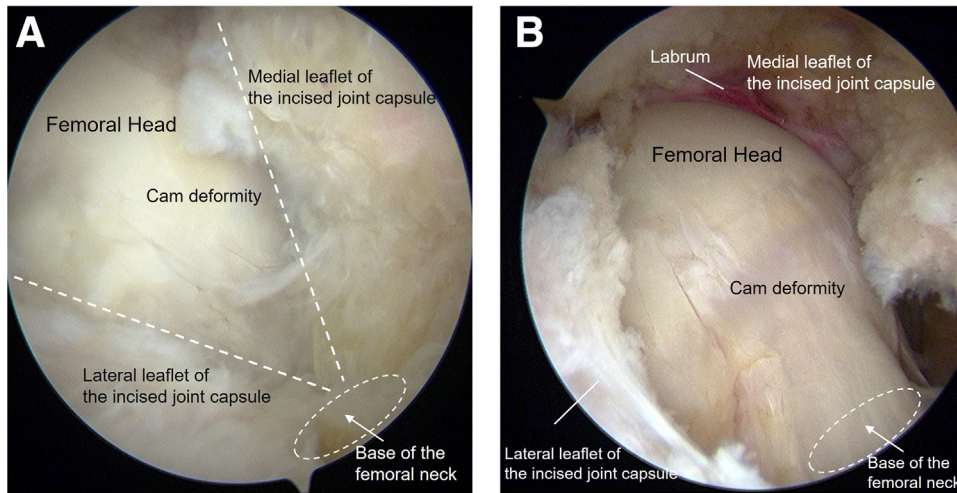 A
Medial leaflet of
the incised joint capsule
Femoral Head
Cam deformity
Lateral leaflet of
the incised joint capsule
Base of the
femoral neck
B
Labrum
Medial leaflet of
the incised joint capsule
Femoral Head
Cam deformity
Lateral leaflet of
the incised joint capsule
Base of the
femoral neck